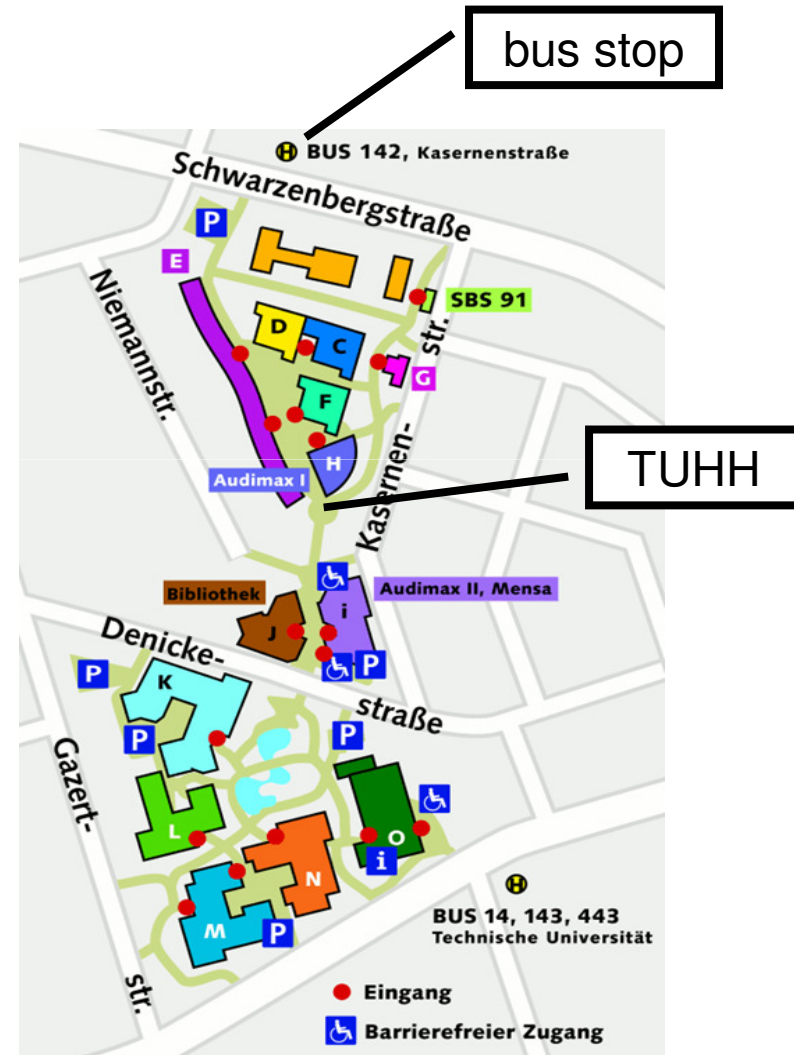 bus stop
H BUS 142, Kasernenstraße
Schwarzenbergstraße
P
E
SBS 91
Niemannstr.
D
C
str.
G
F
TUHH
H
Audimax I
Kasernen-
Bibliothek
Audimax II, Mensa
i
J
P
Denicke-
P
K
straße
P
P
Gazert-
L
O
i
N
H
BUS 14, 143, 443
Technische Universität
M
P
str.
Eingang
Barrierefreier Zugang